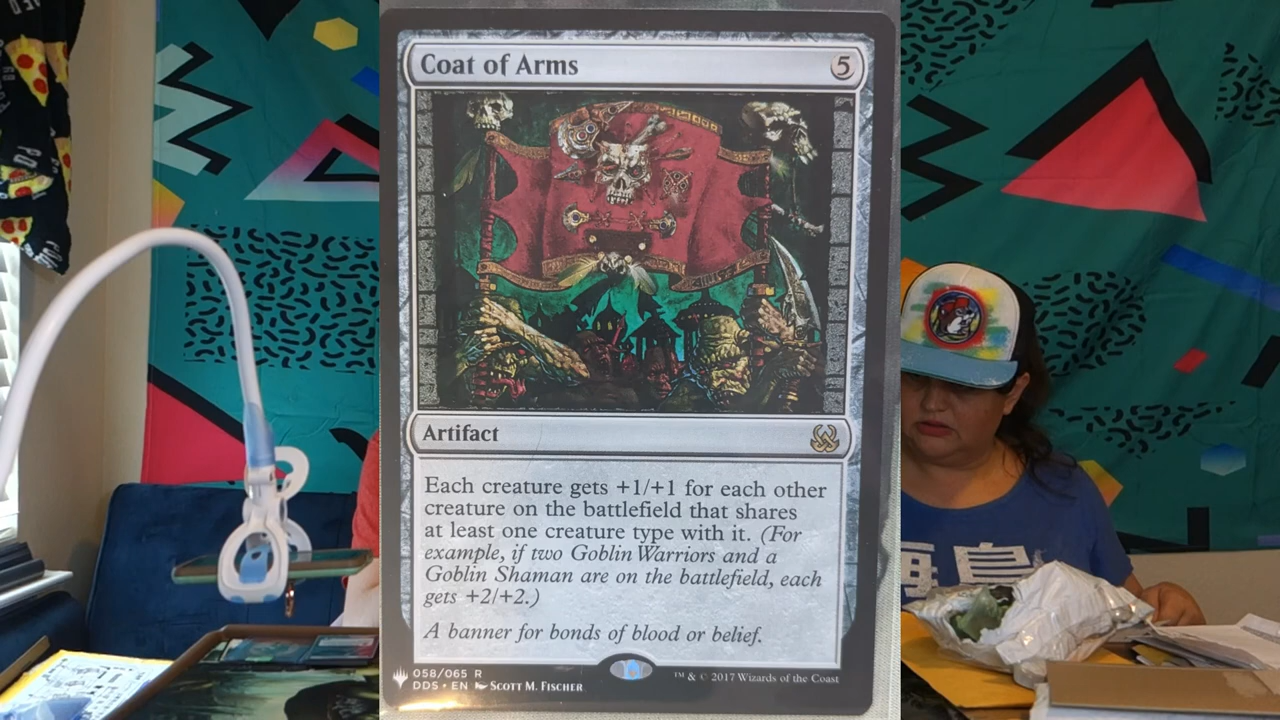 Coat of Arms
5
Artifact
Each creature gets +1/+1 for each other
creature on the battlefield that shares
at least one creature type with it. (For
example, if two Goblin Warriors and a
Goblin Shaman are on the battlefield, each
gets +2/+2.)
A banner for bonds of blood or belief.
058/065 R
DDS • EN Scott M. Fischer
™ & © 2017 Wizards of the Coast